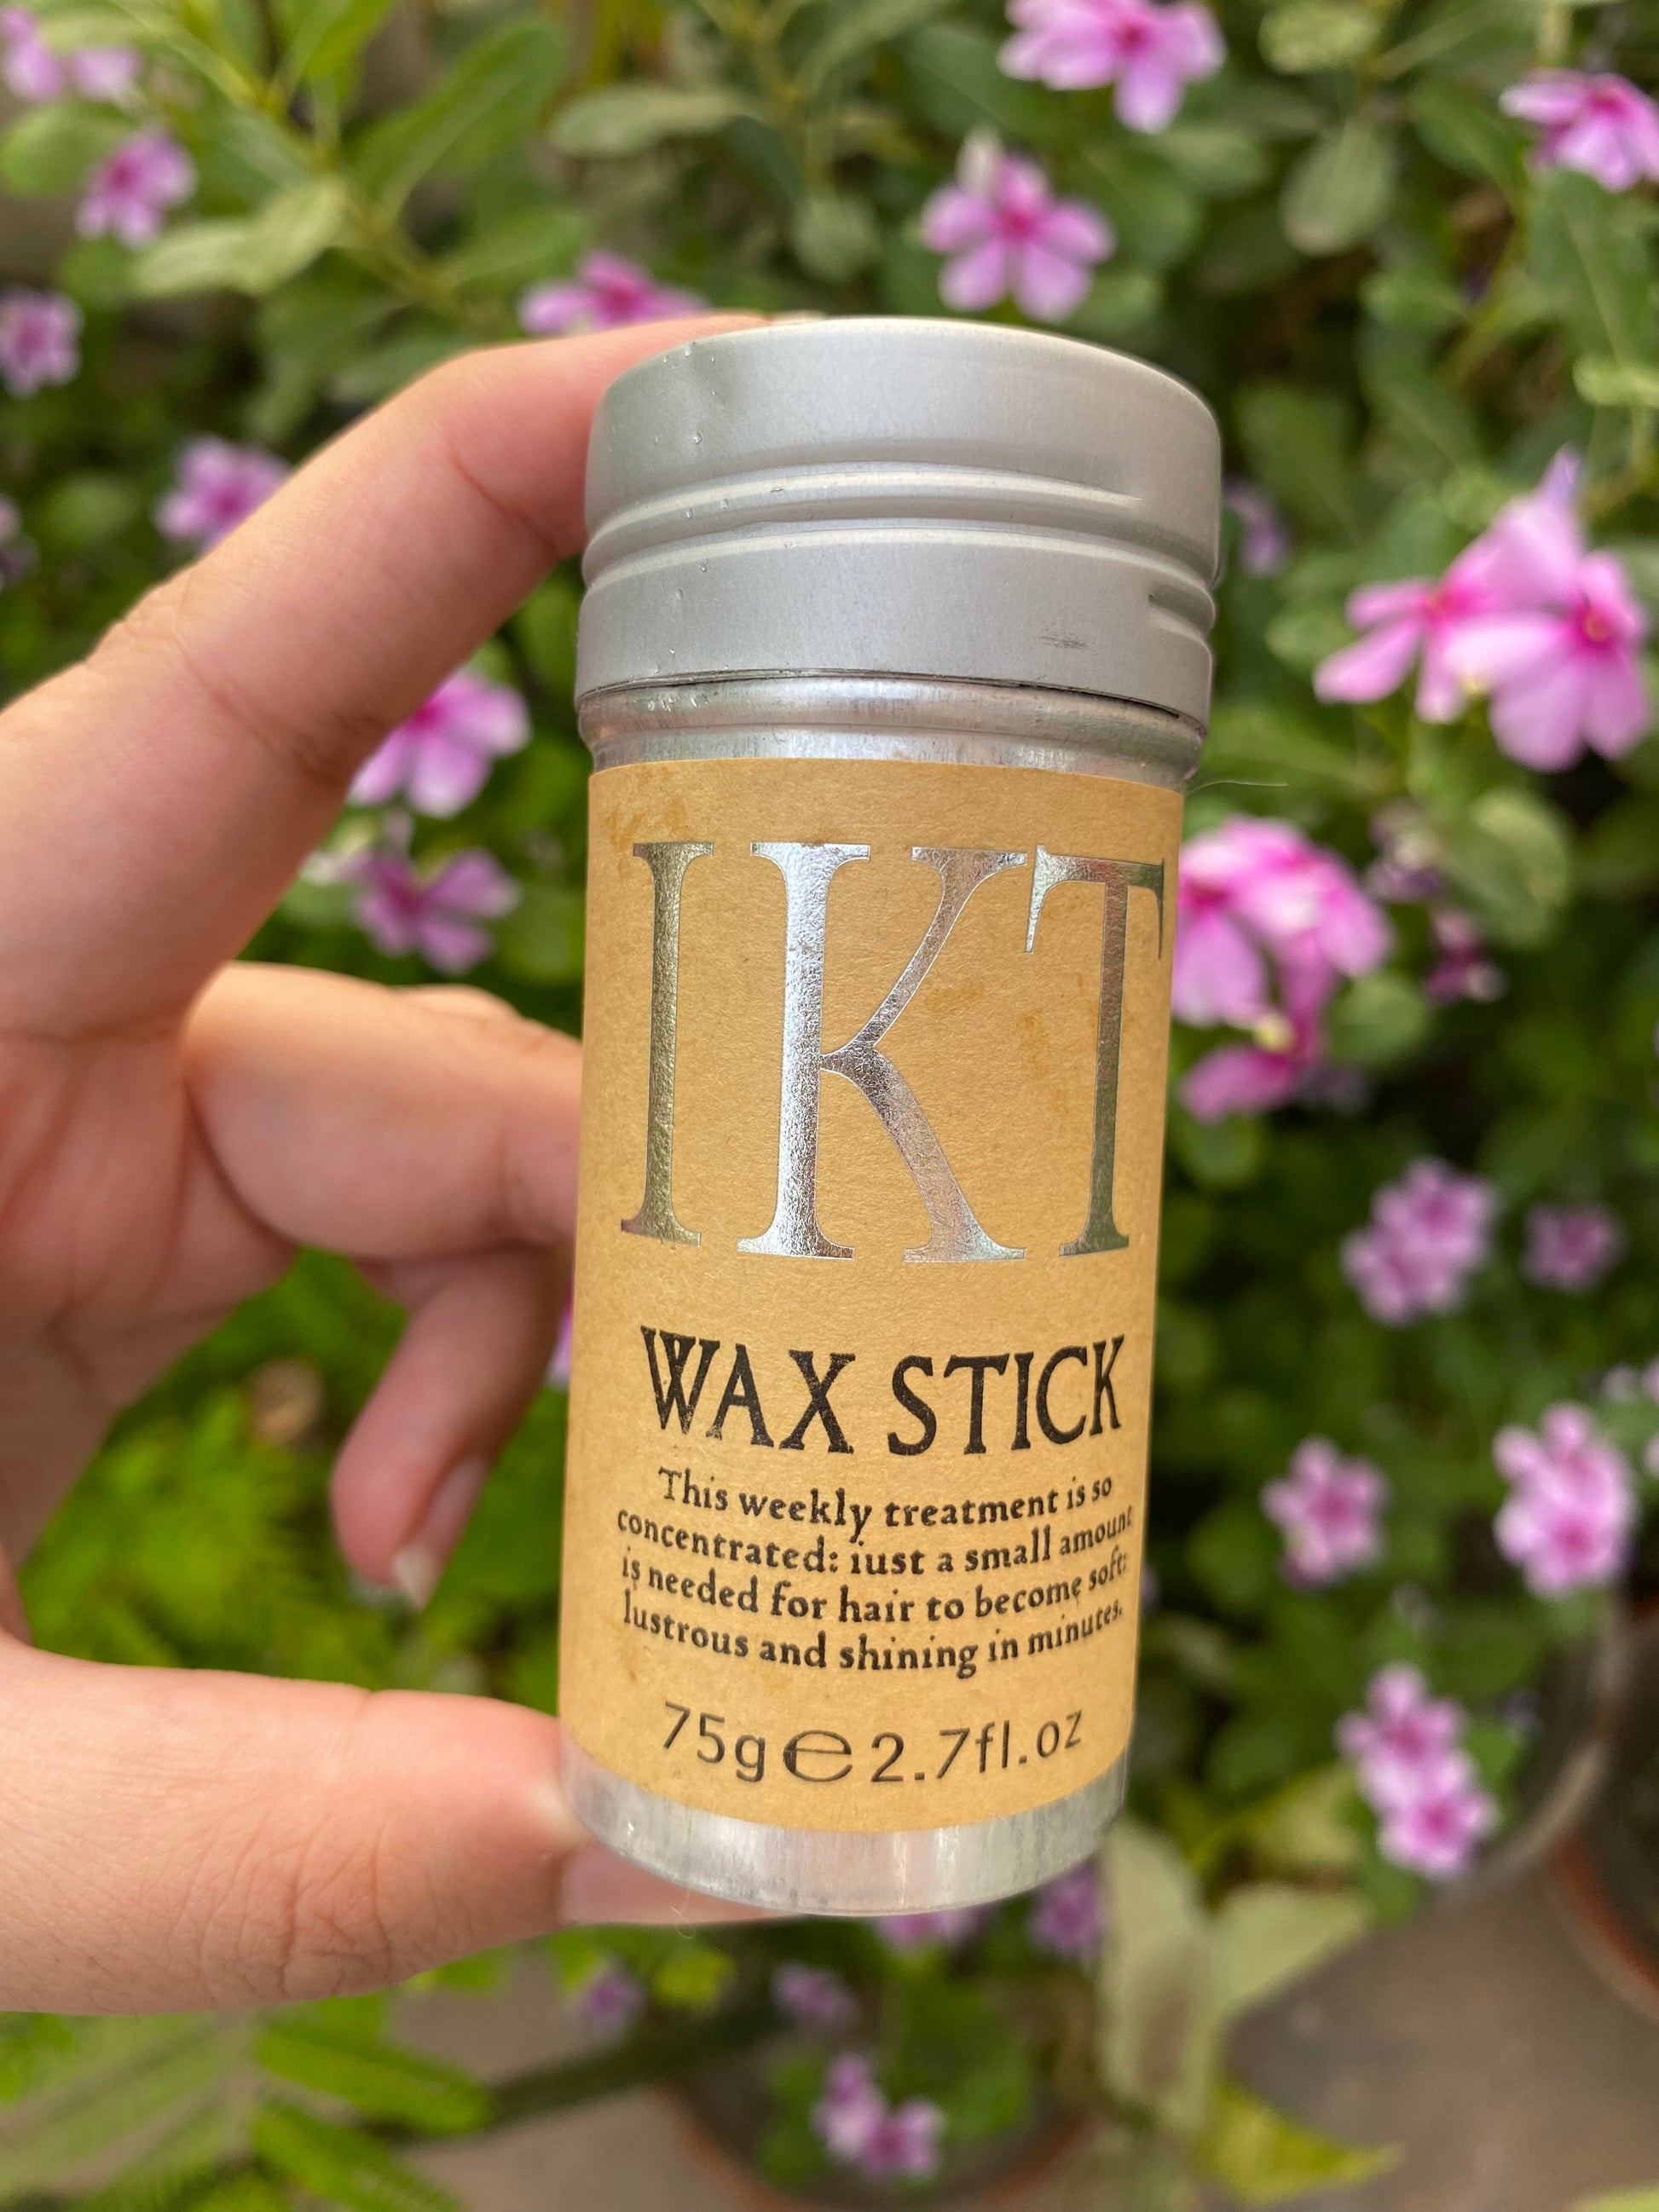 IKT
WAX STICK
This weekly treatment is so
concentrated: iust a small amount
is needed for hair to become soft:
lustrous and shining in minutes.
75g℮2.7fl.oz